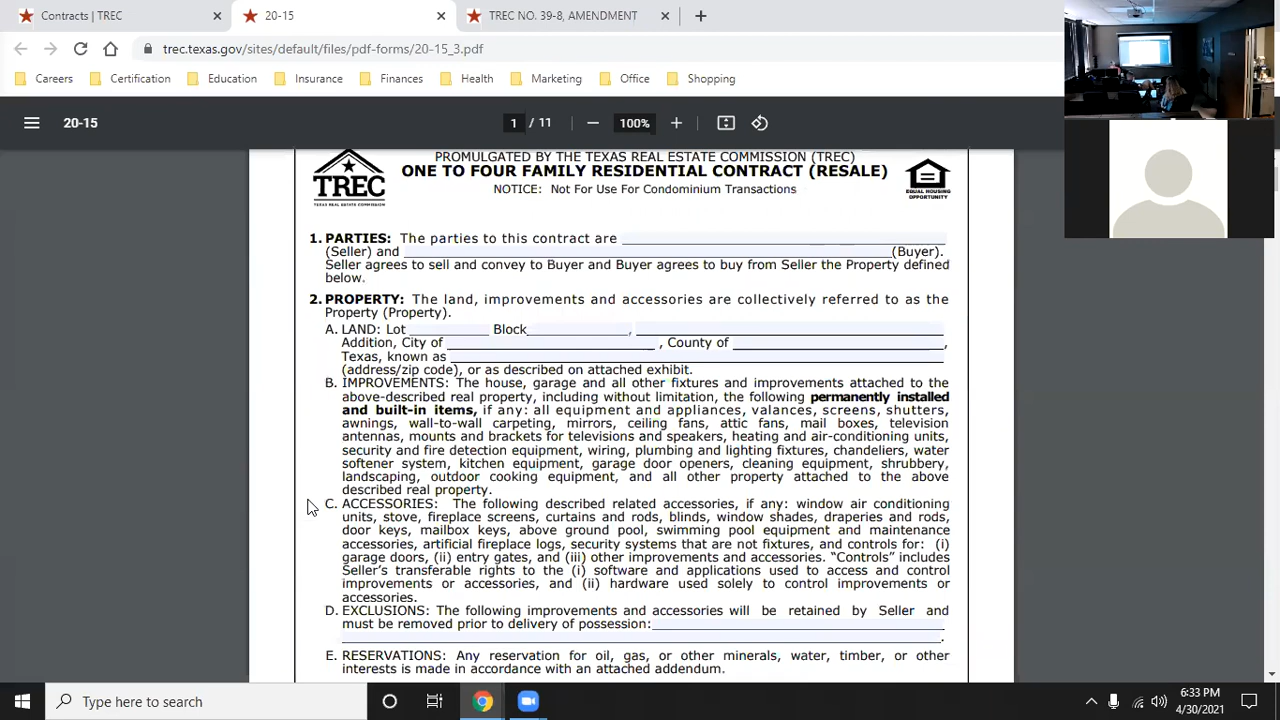 Contracts | TREC
20-15
TREC NO. 39-8, AMENDMENT
trec.texas.gov/sites/default/files/pdf-forms/20-15_3.pdf
Careers
Certification
Education
Insurance
Finances
Health
Marketing
Office
Shopping
20-15
1 / 11
100%
PROMULGATED BY THE TEXAS REAL ESTATE COMMISSION (TREC)
ONE TO FOUR FAMILY RESIDENTIAL CONTRACT (RESALE)
NOTICE: Not For Use For Condominium Transactions
TREC
TEXAS REAL ESTATE COMMISSION
EQUAL HOUSING
OPPORTUNITY
1. PARTIES: The parties to this contract are
(Seller) and (Buyer).
Seller agrees to sell and convey to Buyer and Buyer agrees to buy from Seller the Property defined
below.
2. PROPERTY: The land, improvements and accessories are collectively referred to as the
Property (Property).
A. LAND: Lot Block ,
Addition, City of , County of ,
Texas, known as
(address/zip code), or as described on attached exhibit.
B. IMPROVEMENTS: The house, garage and all other fixtures and improvements attached to the
above-described real property, including without limitation, the following permanently installed
and built-in items, if any: all equipment and appliances, valances, screens, shutters,
awnings, wall-to-wall carpeting, mirrors, ceiling fans, attic fans, mail boxes, television
antennas, mounts and brackets for televisions and speakers, heating and air-conditioning units,
security and fire detection equipment, wiring, plumbing and lighting fixtures, chandeliers, water
softener system, kitchen equipment, garage door openers, cleaning equipment, shrubbery,
landscaping, outdoor cooking equipment, and all other property attached to the above
described real property.
C. ACCESSORIES: The following described related accessories, if any: window air conditioning
units, stove, fireplace screens, curtains and rods, blinds, window shades, draperies and rods,
door keys, mailbox keys, above ground pool, swimming pool equipment and maintenance
accessories, artificial fireplace logs, security systems that are not fixtures, and controls for: (i)
garage doors, (ii) entry gates, and (iii) other improvements and accessories. “Controls” includes
Seller’s transferable rights to the (i) software and applications used to access and control
improvements or accessories, and (ii) hardware used solely to control improvements or
accessories.
D. EXCLUSIONS: The following improvements and accessories will be retained by Seller and
must be removed prior to delivery of possession:
.
E. RESERVATIONS: Any reservation for oil, gas, or other minerals, water, timber, or other
interests is made in accordance with an attached addendum.
Type here to search
6:33 PM
4/30/2021